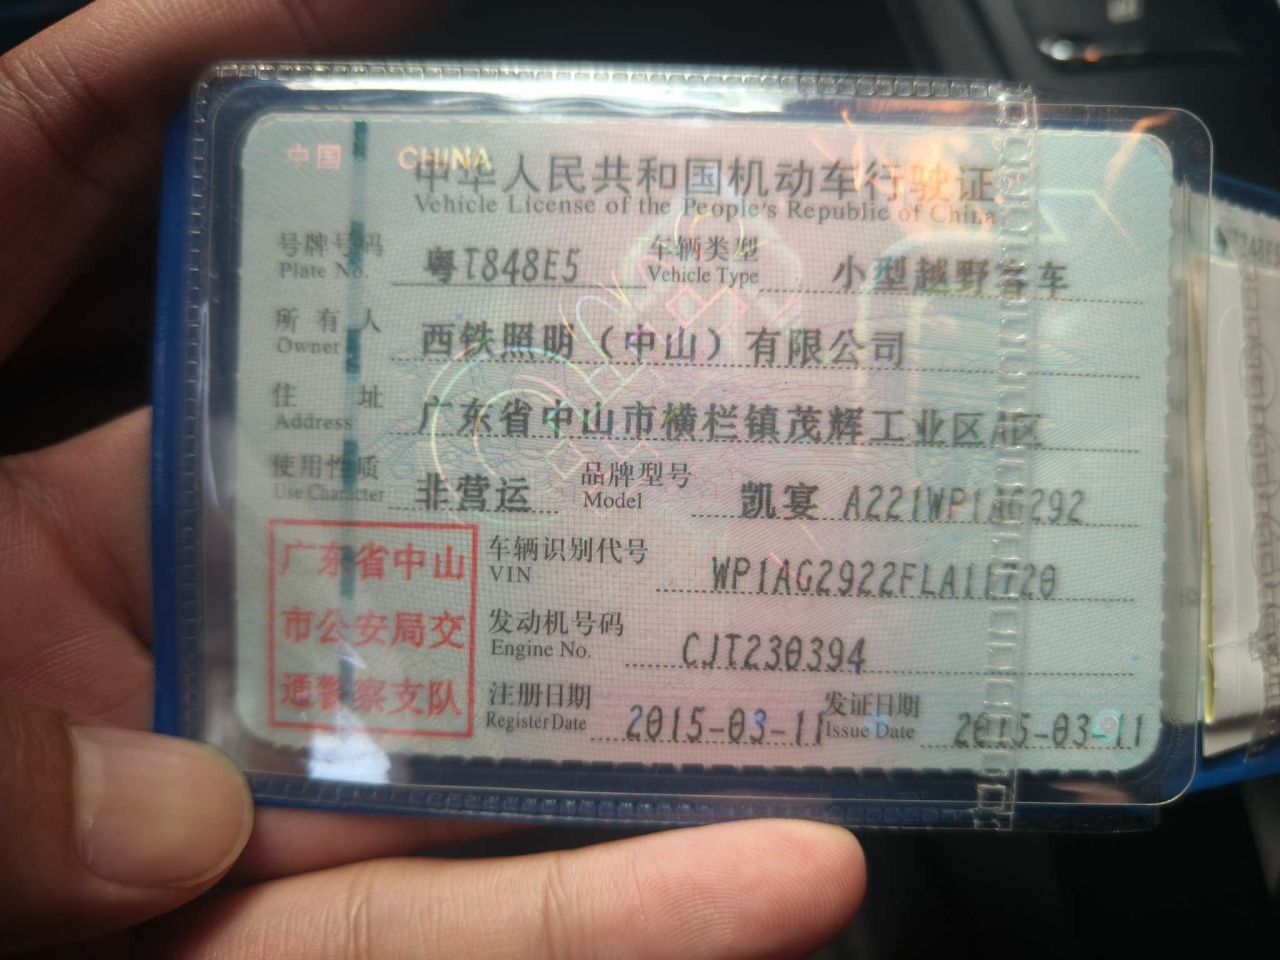 中国 CHINA
中华人民共和国机动车行驶证
Vehicle License of the People's Republic of China
号牌号码 粤T848E5 车辆类型 小型越野客车
Plate No. Vehicle Type
所有人 西铁照明（中山）有限公司
Owner
住址 广东省中山市横栏镇茂辉工业区A区
Address
使用性质 非营运 品牌型号 凯宴 A221WP1AG292
Use Character Model
车辆识别代号 WP1AG2922FLA11720
VIN
发动机号码 CJT230394
Engine No.
注册日期 2015-03-11 发证日期 2015-03-11
Register Date Issue Date
广东省中山
市公安局交
通警察支队